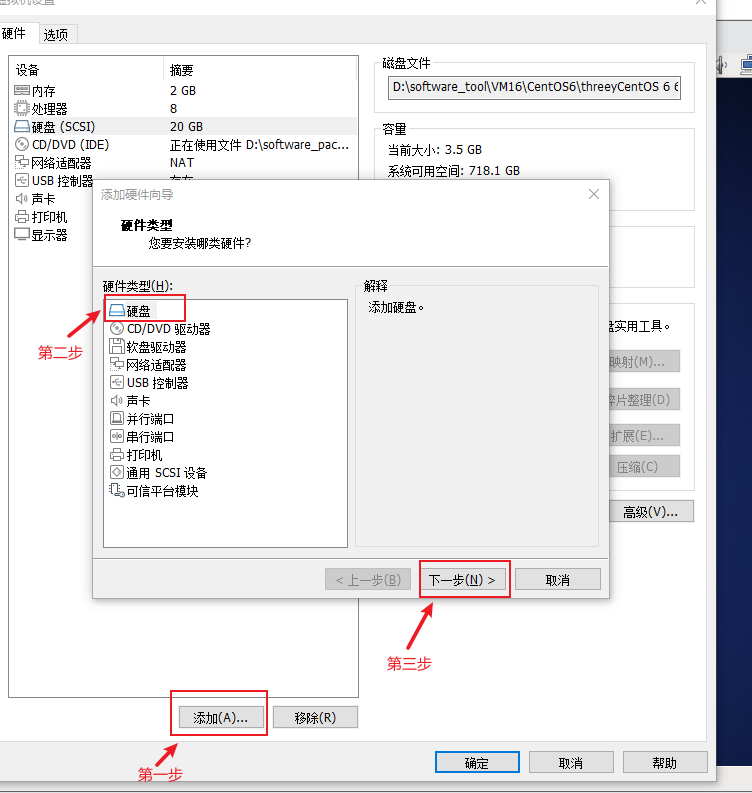 虚拟机设置
硬件
选项
设备
摘要
内存
2 GB
处理器
8
硬盘 (SCSI)
20 GB
CD/DVD (IDE)
正在使用文件 D:\software_pac...
网络适配器
NAT
USB 控制器
存在
声卡
打印机
显示器
磁盘文件
D:\software_tool\VM16\CentOS6\threeyCentOS 6 6
容量
当前大小: 3.5 GB
系统可用空间: 718.1 GB
添加硬件向导
硬件类型
您要安装哪类硬件?
硬件类型(H):
硬盘
CD/DVD 驱动器
软盘驱动器
网络适配器
USB 控制器
声卡
并行端口
串行端口
打印机
通用 SCSI 设备
可信平台模块
解释
添加硬盘。
< 上一步(B)
下一步(N) >
取消
盘实用工具。
映射(M)...
碎片整理(D)
扩展(E)...
压缩(C)
高级(V)...
第二步
第三步
添加(A)...
移除(R)
第一步
确定
取消
帮助